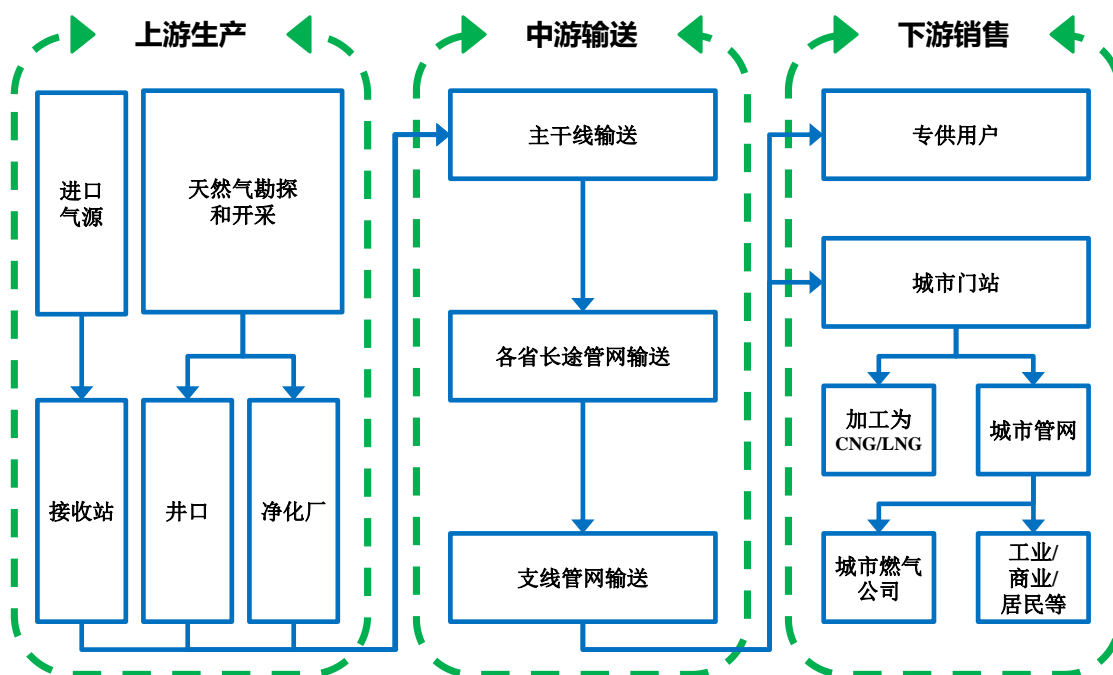 上游生产
中游输送
下游销售
进口
气源
天然气勘探
和开采
接收站
井口
净化厂
主干线输送
各省长途管网输送
支线管网输送
专供用户
城市门站
加工为
CNG/LNG
城市管网
城市燃气
公司
工业/
商业/
居民等